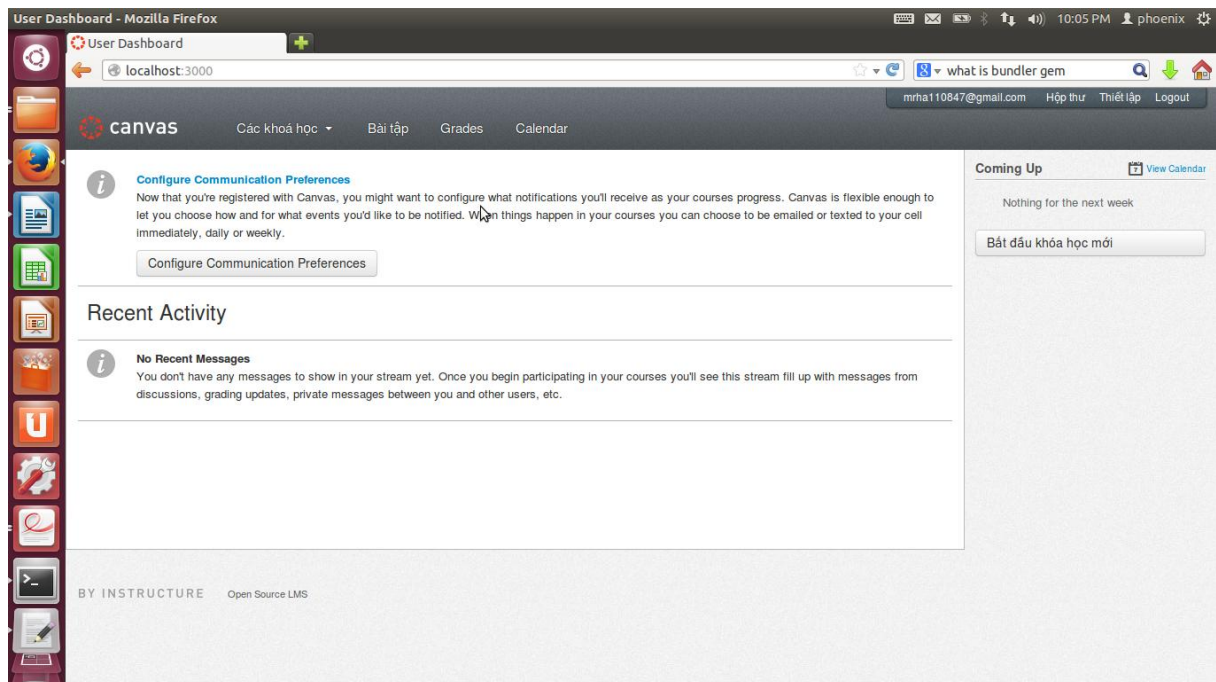 User Dashboard - Mozilla Firefox
10:05 PM phoenix
User Dashboard
localhost:3000
what is bundler gem
mrha110847@gmail.com Hộp thư Thiết lập Logout
canvas
Các khoá học Bài tập Grades Calendar
Configure Communication Preferences
Now that you're registered with Canvas, you might want to configure what notifications you'll receive as your courses progress. Canvas is flexible enough to
let you choose how and for what events you'd like to be notified. When things happen in your courses you can choose to be emailed or texted to your cell
immediately, daily or weekly.
Configure Communication Preferences
Recent Activity
No Recent Messages
You don't have any messages to show in your stream yet. Once you begin participating in your courses you'll see this stream fill up with messages from
discussions, grading updates, private messages between you and other users, etc.
Coming Up
View Calendar
Nothing for the next week
Bắt đầu khóa học mới
BY INSTRUCTURE Open Source LMS